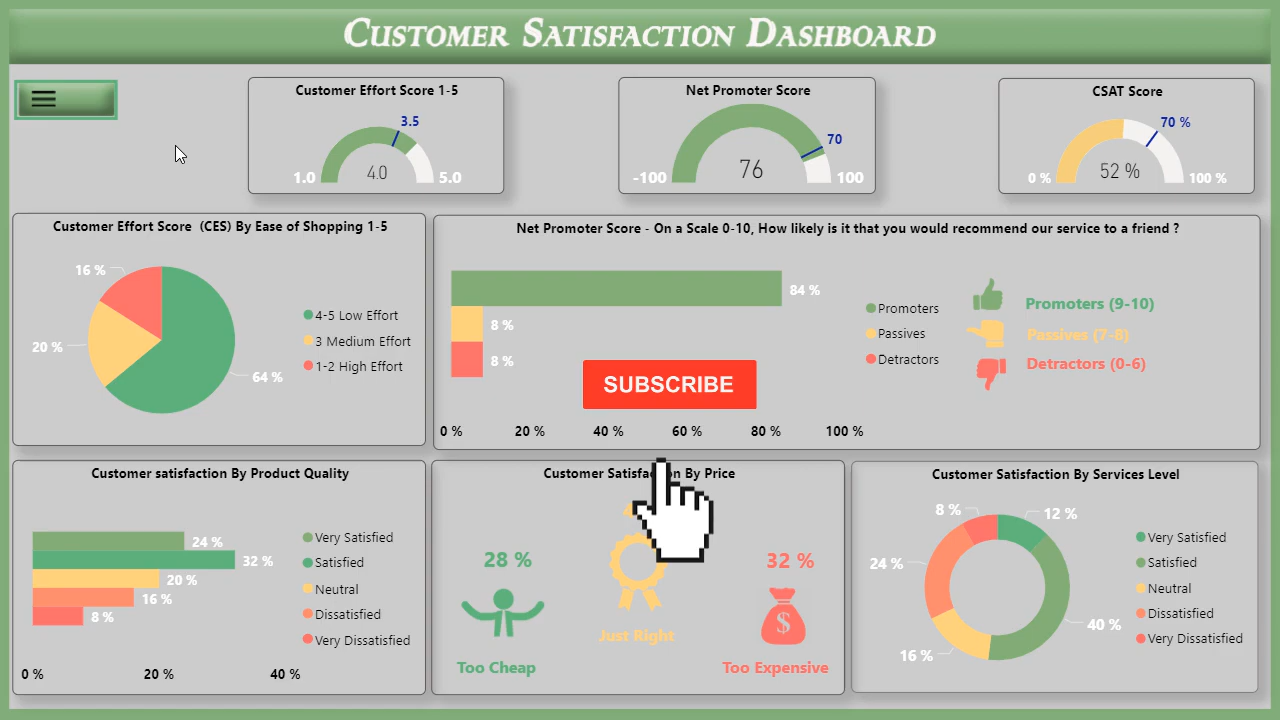 Customer Satisfaction Dashboard
Customer Effort Score 1-5
3.5
4.0
1.0
5.0
Net Promoter Score
70
76
-100
100
CSAT Score
70 %
52 %
0 %
100 %
Customer Effort Score (CES) By Ease of Shopping 1-5
16 %
20 %
64 %
4-5 Low Effort
3 Medium Effort
1-2 High Effort
Net Promoter Score - On a Scale 0-10, How likely is it that you would recommend our service to a friend ?
84 %
8 %
8 %
0 %
20 %
40 %
60 %
80 %
100 %
Promoters
Passives
Detractors
Promoters (9-10)
Passives (7-8)
Detractors (0-6)
SUBSCRIBE
Customer satisfaction By Product Quality
24 %
32 %
20 %
16 %
8 %
0 %
20 %
40 %
Very Satisfied
Satisfied
Neutral
Dissatisfied
Very Dissatisfied
Customer Satisfaction By Price
28 %
Too Cheap
Just Right
32 %
Too Expensive
Customer Satisfaction By Services Level
8 %
12 %
24 %
40 %
16 %
Very Satisfied
Satisfied
Neutral
Dissatisfied
Very Dissatisfied